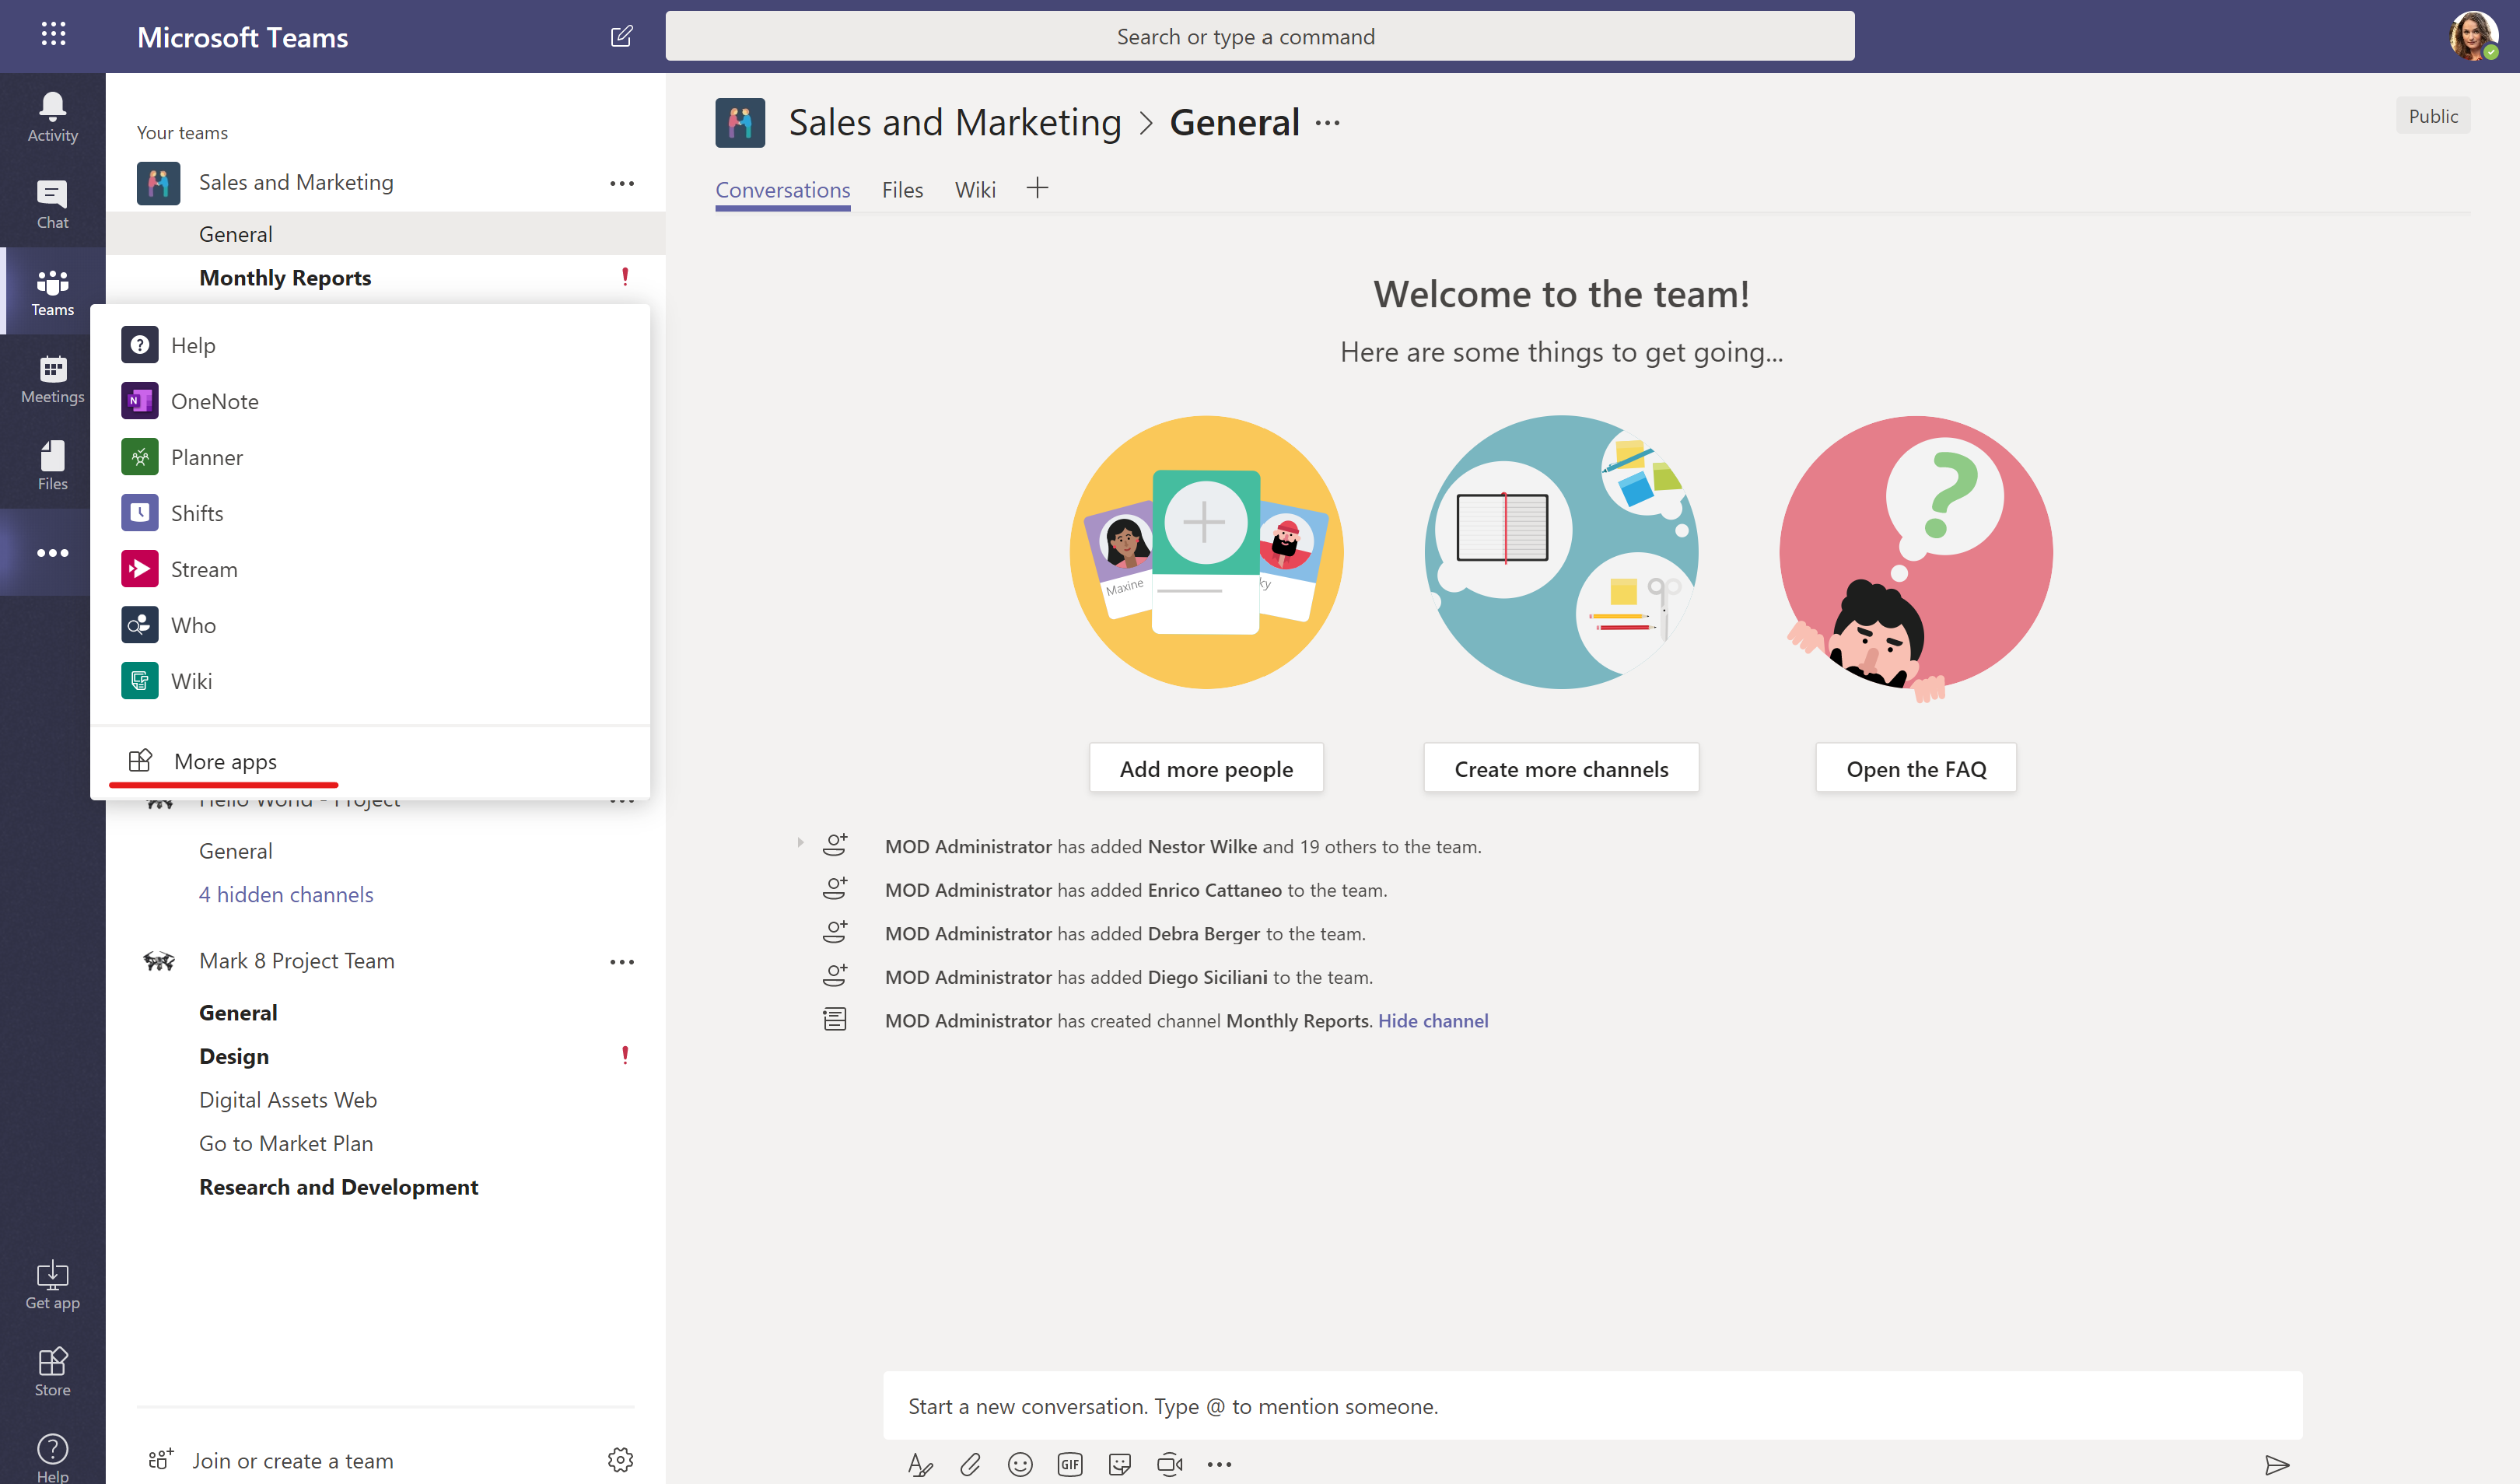 Microsoft Teams
Search or type a command
Activity
Chat
Teams
Meetings
Files
Get app
Store
Help
Your teams
Sales and Marketing
General
Monthly Reports
Help
OneNote
Planner
Shifts
Stream
Who
Wiki
More apps
Hello World - Project
General
4 hidden channels
Mark 8 Project Team
General
Design
Digital Assets Web
Go to Market Plan
Research and Development
Join or create a team
Sales and Marketing > General
Public
Conversations Files Wiki
Welcome to the team!
Here are some things to get going...
Maxine
ky
Add more people
Create more channels
Open the FAQ
MOD Administrator has added Nestor Wilke and 19 others to the team.
MOD Administrator has added Enrico Cattaneo to the team.
MOD Administrator has added Debra Berger to the team.
MOD Administrator has added Diego Siciliani to the team.
MOD Administrator has created channel Monthly Reports. Hide channel
Start a new conversation. Type @ to mention someone.
GIF